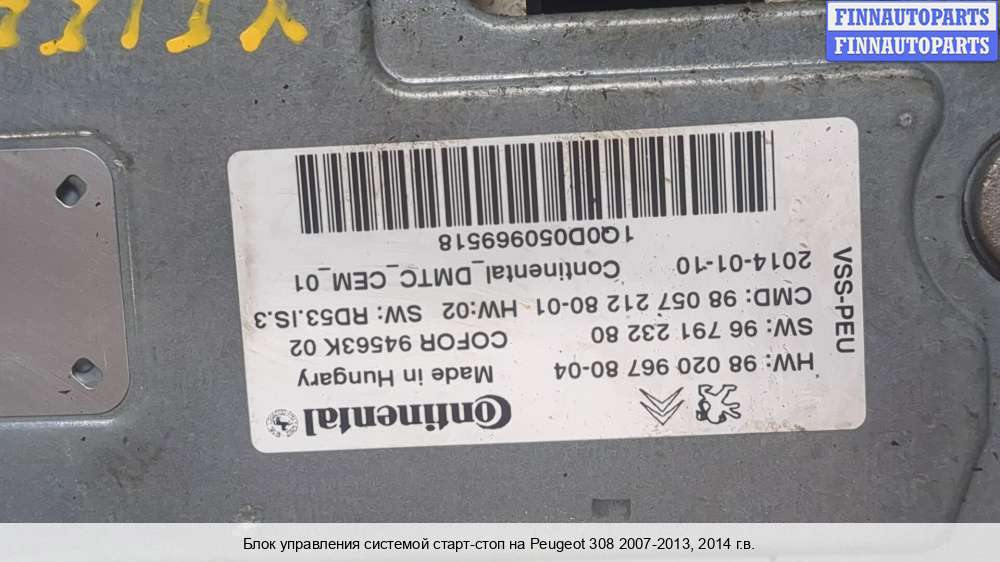 FINNAUTOPARTS
FINNAUTOPARTS
Continental
HW: 98 020 967 80-04
Made in Hungary
SW: 96 791 232 80
COFOR 94563K 02
CMD: 98 057 212 80-01
HW:02 SW: RD53.IS.3
2014-01-10
Continental_DMTC_CEM_01
1Q0D050969518
VSS-PEU
Блок управления системой старт-стоп на Peugeot 308 2007-2013, 2014 г.в.